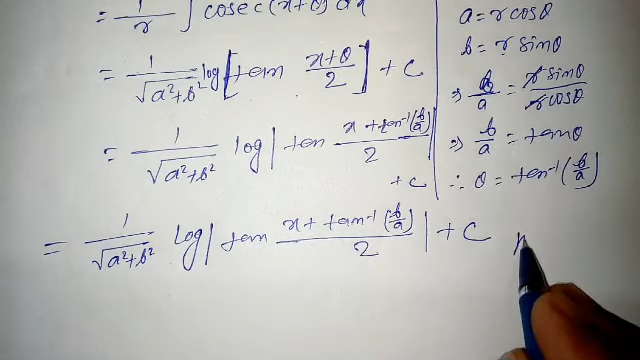 = 1/r ∫ cosec(x+θ) dx
= 1/√(a²+b²) log[tan (x+θ)/2] + c
= 1/√(a²+b²) log|tan (x+tan⁻¹(b/a))/2| + c
= 1/√(a²+b²) log|tan (x+tan⁻¹(b/a))/2| + c
a = r cosθ
b = r sinθ
⇒ b/a = r sinθ/r cosθ
⇒ b/a = tanθ
∴ θ = tan⁻¹(b/a)